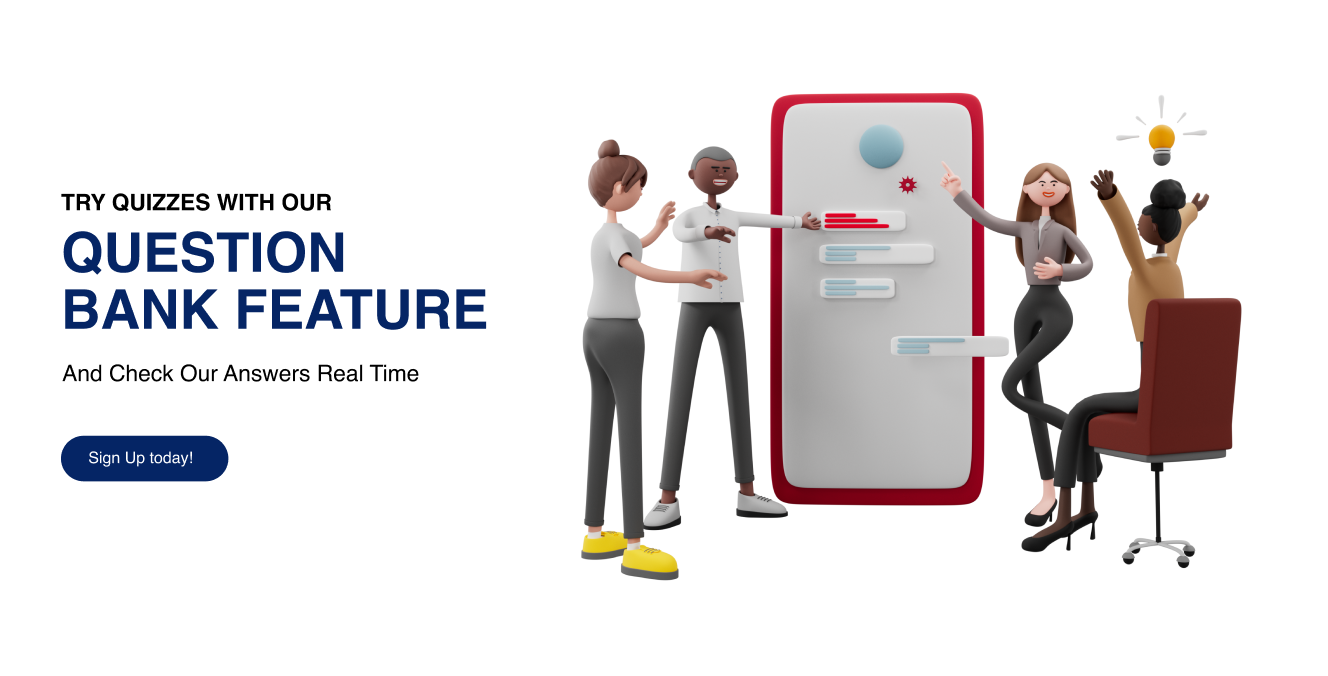 TRY QUIZZES WITH OUR
QUESTION
BANK FEATURE
And Check Our Answers Real Time
Sign Up today!